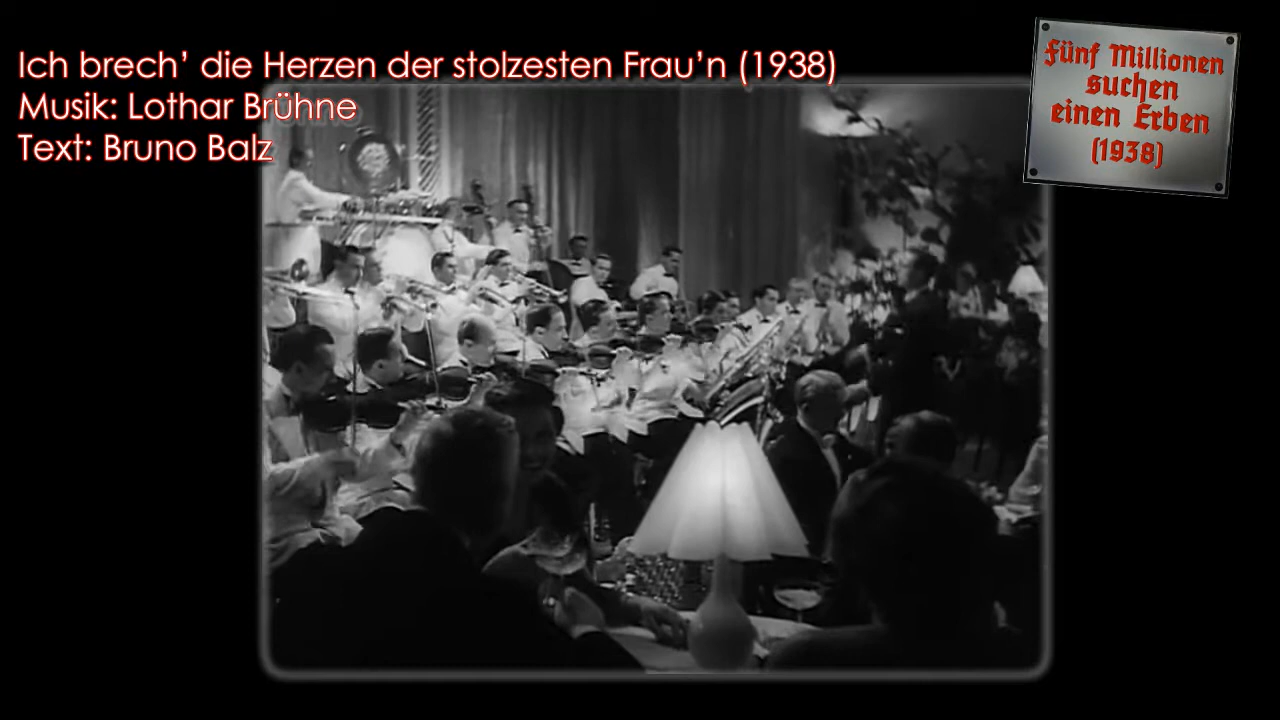 Ich brech’ die Herzen der stolzesten Frau’n (1938)
Musik: Lothar Brühne
Text: Bruno Balz
Fünf Millionen
suchen
einen Erben
(1938)